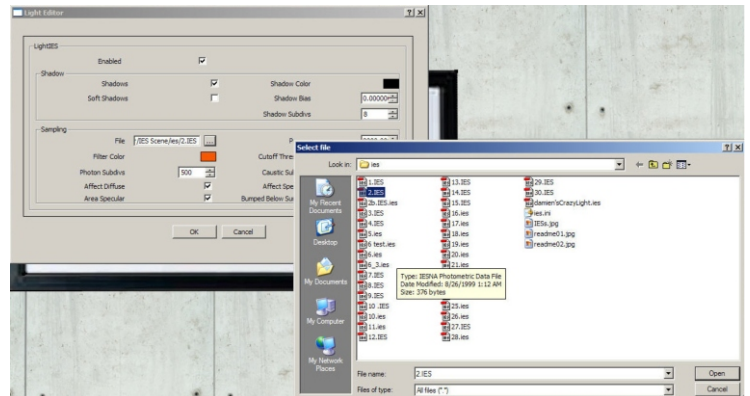 Light Editor
LightIES
Enabled
Shadow
Shadows
Shadow Color
Soft Shadows
Shadow Bias
0.00000
Shadow Subdivs
8
Sampling
File
/IES Scene/ies/2.IES
...
P
Filter Color
Cutoff Thre
Photon Subdivs
500
Caustic Sul
Affect Diffuse
Affect Spe
Area Specular
Bumped Below Su
OK
Cancel
Select file
Look in:
ies
My Recent
Documents
Desktop
My Documents
My Computer
My Network
Places
1.IES
2.IES
2b.IES.ies
3.IES
4.IES
5.ies
6 test.ies
6.ies
6_3.ies
7.IES
8.IES
9.IES
10 .IES
10.ies
11.ies
12.IES
13.IES
14.IES
15.IES
16.ies
17.ies
18.ies
19.ies
20.ies
21.ies
25.ies
26.ies
27.IES
28.ies
29.IES
30.IES
damien'sCrazyLight.ies
ies.ini
IESs.jpg
readme01.jpg
readme02.jpg
Type: IESNA Photometric Data File
Date Modified: 8/26/1999 1:12 AM
Size: 376 bytes
File name:
2.IES
Open
Files of type:
All files (*.*)
Cancel